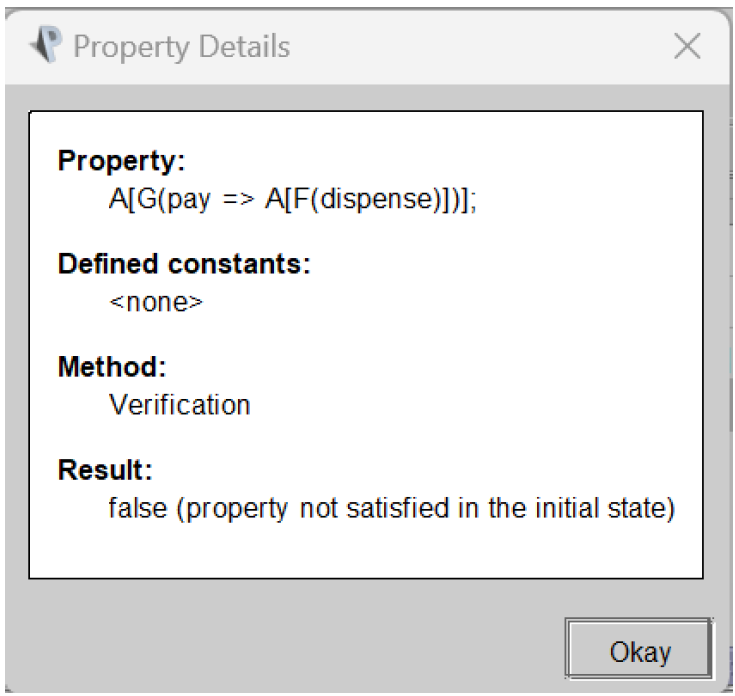 Property Details
Property:
A[G(pay => A[F(dispense)])];
Defined constants:
<none>
Method:
Verification
Result:
false (property not satisfied in the initial state)
Okay